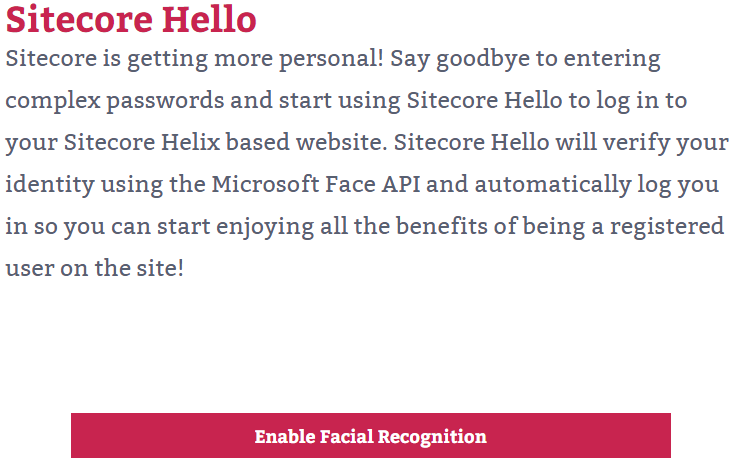 Sitecore Hello
Sitecore is getting more personal! Say goodbye to entering
complex passwords and start using Sitecore Hello to log in to
your Sitecore Helix based website. Sitecore Hello will verify your
identity using the Microsoft Face API and automatically log you
in so you can start enjoying all the benefits of being a registered
user on the site!
Enable Facial Recognition